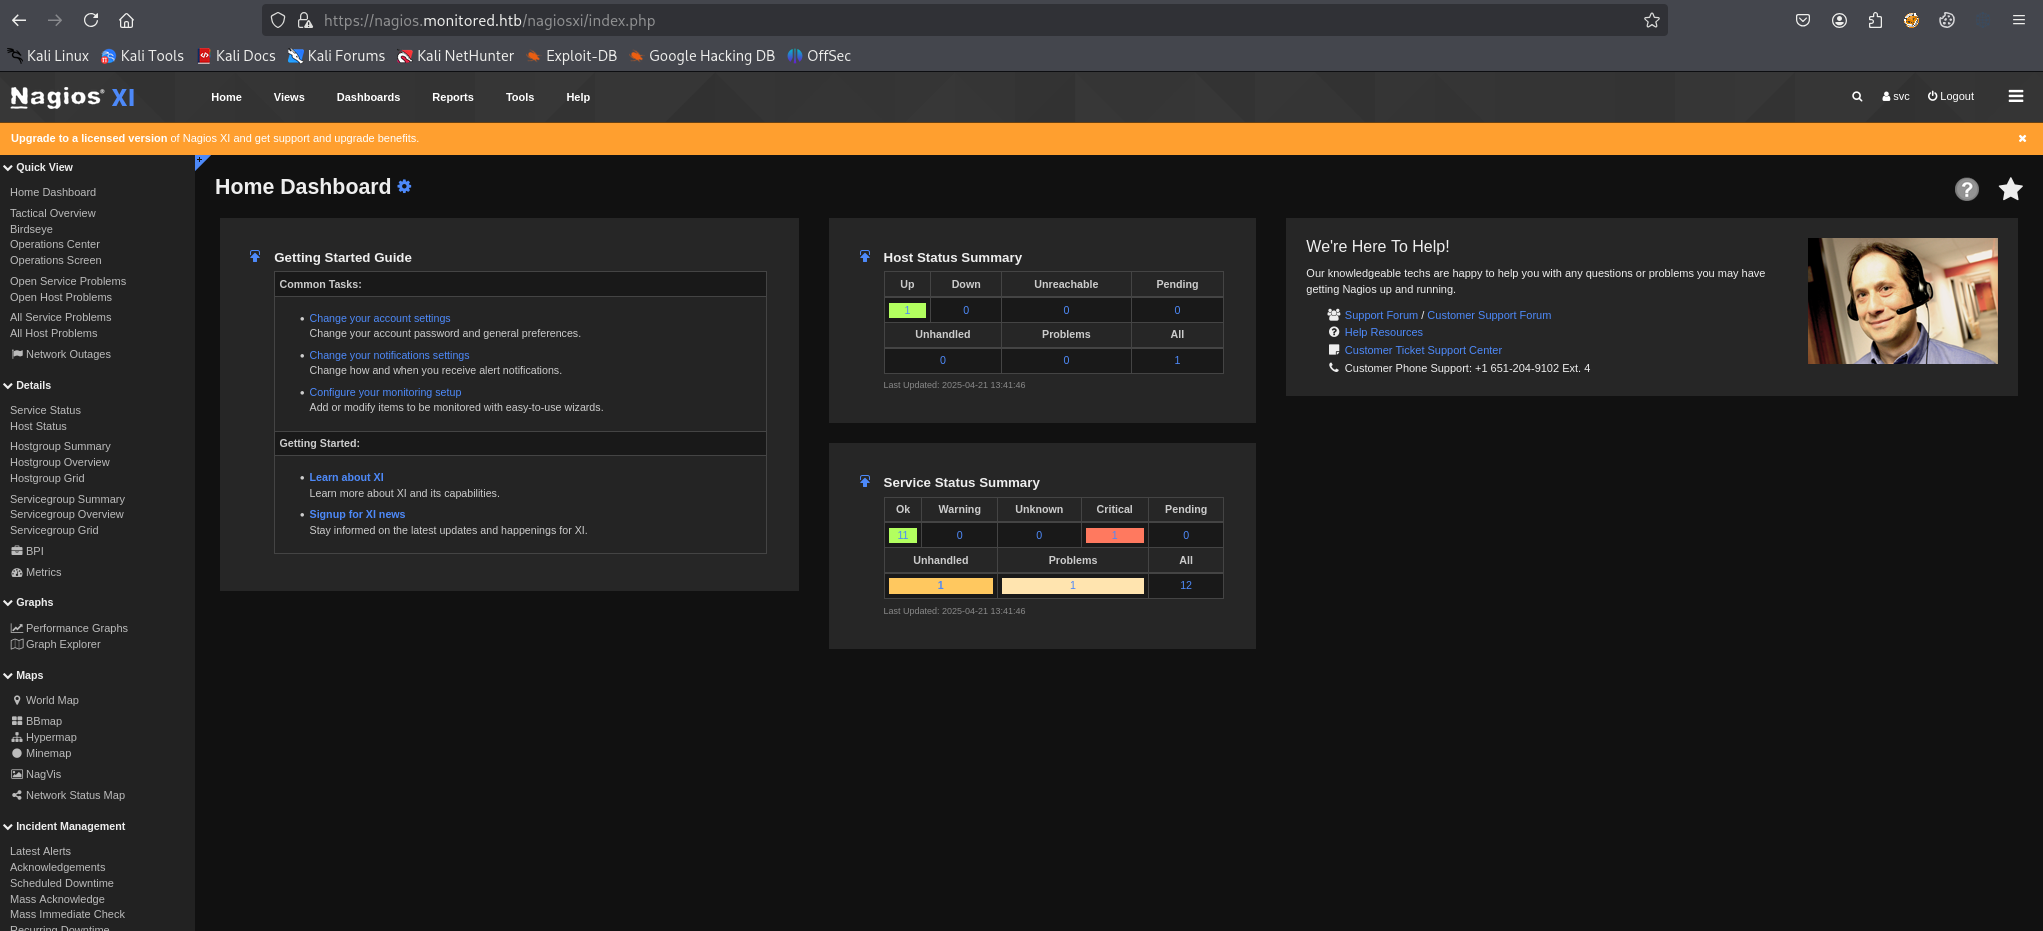 https://nagios.monitored.htb/nagiosxi/index.php
Kali Linux Kali Tools Kali Docs Kali Forums Kali NetHunter Exploit-DB Google Hacking DB OffSec
Nagios® XI Home Views Dashboards Reports Tools Help svc Logout
Upgrade to a licensed version of Nagios XI and get support and upgrade benefits.
Quick View
Home Dashboard
Tactical Overview
Birdseye
Operations Center
Operations Screen
Open Service Problems
Open Host Problems
All Service Problems
All Host Problems
Network Outages
Details
Service Status
Host Status
Hostgroup Summary
Hostgroup Overview
Hostgroup Grid
Servicegroup Summary
Servicegroup Overview
Servicegroup Grid
BPI
Metrics
Graphs
Performance Graphs
Graph Explorer
Maps
World Map
BBmap
Hypermap
Minemap
NagVis
Network Status Map
Incident Management
Latest Alerts
Acknowledgements
Scheduled Downtime
Mass Acknowledge
Mass Immediate Check
Recurring Downtime
Home Dashboard
Getting Started Guide
Common Tasks:
Change your account settings
Change your account password and general preferences.
Change your notifications settings
Change how and when you receive alert notifications.
Configure your monitoring setup
Add or modify items to be monitored with easy-to-use wizards.
Getting Started:
Learn about XI
Learn more about XI and its capabilities.
Signup for XI news
Stay informed on the latest updates and happenings for XI.
Host Status Summary
Up Down Unreachable Pending
1 0 0 0
Unhandled Problems All
0 0 1
Last Updated: 2025-04-21 13:41:46
Service Status Summary
Ok Warning Unknown Critical Pending
11 0 0 1 0
Unhandled Problems All
1 1 12
Last Updated: 2025-04-21 13:41:46
We're Here To Help!
Our knowledgeable techs are happy to help you with any questions or problems you may have
getting Nagios up and running.
Support Forum / Customer Support Forum
Help Resources
Customer Ticket Support Center
Customer Phone Support: +1 651-204-9102 Ext. 4